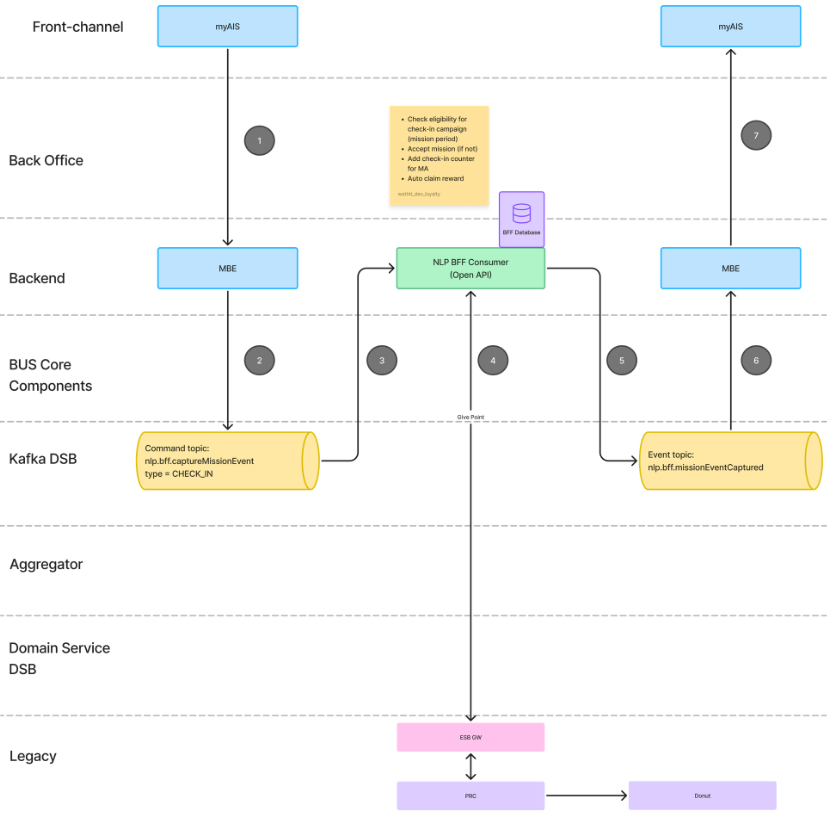 Front-channel
myAIS
myAIS
1
7
Back Office
• Check eligibility for
check-in campaign
(mission period)
• Accept mission (if not)
• Add check-in counter
for MA
• Auto claim reward
BFF Database
Backend
MBE
NLP BFF Consumer
(Open API)
MBE
BUS Core
Components
2
3
4
5
6
Give Point
Kafka DSB
Command topic:
nlp.bff.captureMissionEvent
type = CHECK_IN
Event topic:
nlp.bff.missionEventCaptured
Aggregator
Domain Service
DSB
Legacy
ESB GW
PRC
Donut